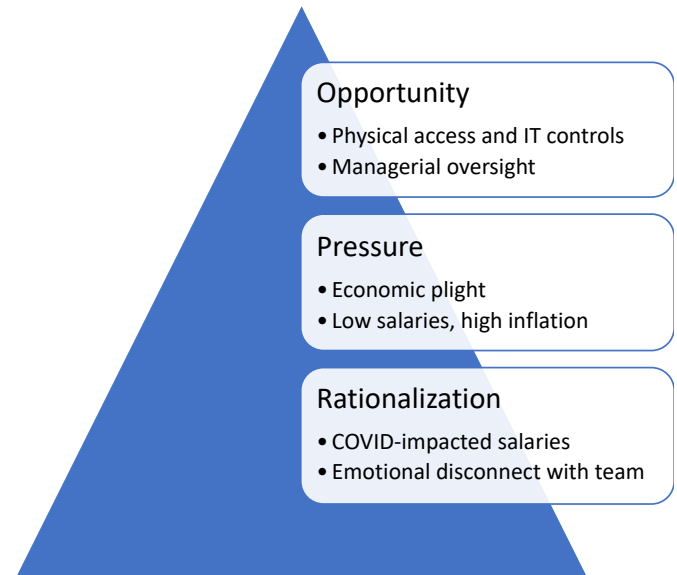 Opportunity
• Physical access and IT controls
• Managerial oversight
Pressure
• Economic plight
• Low salaries, high inflation
Rationalization
• COVID-impacted salaries
• Emotional disconnect with team